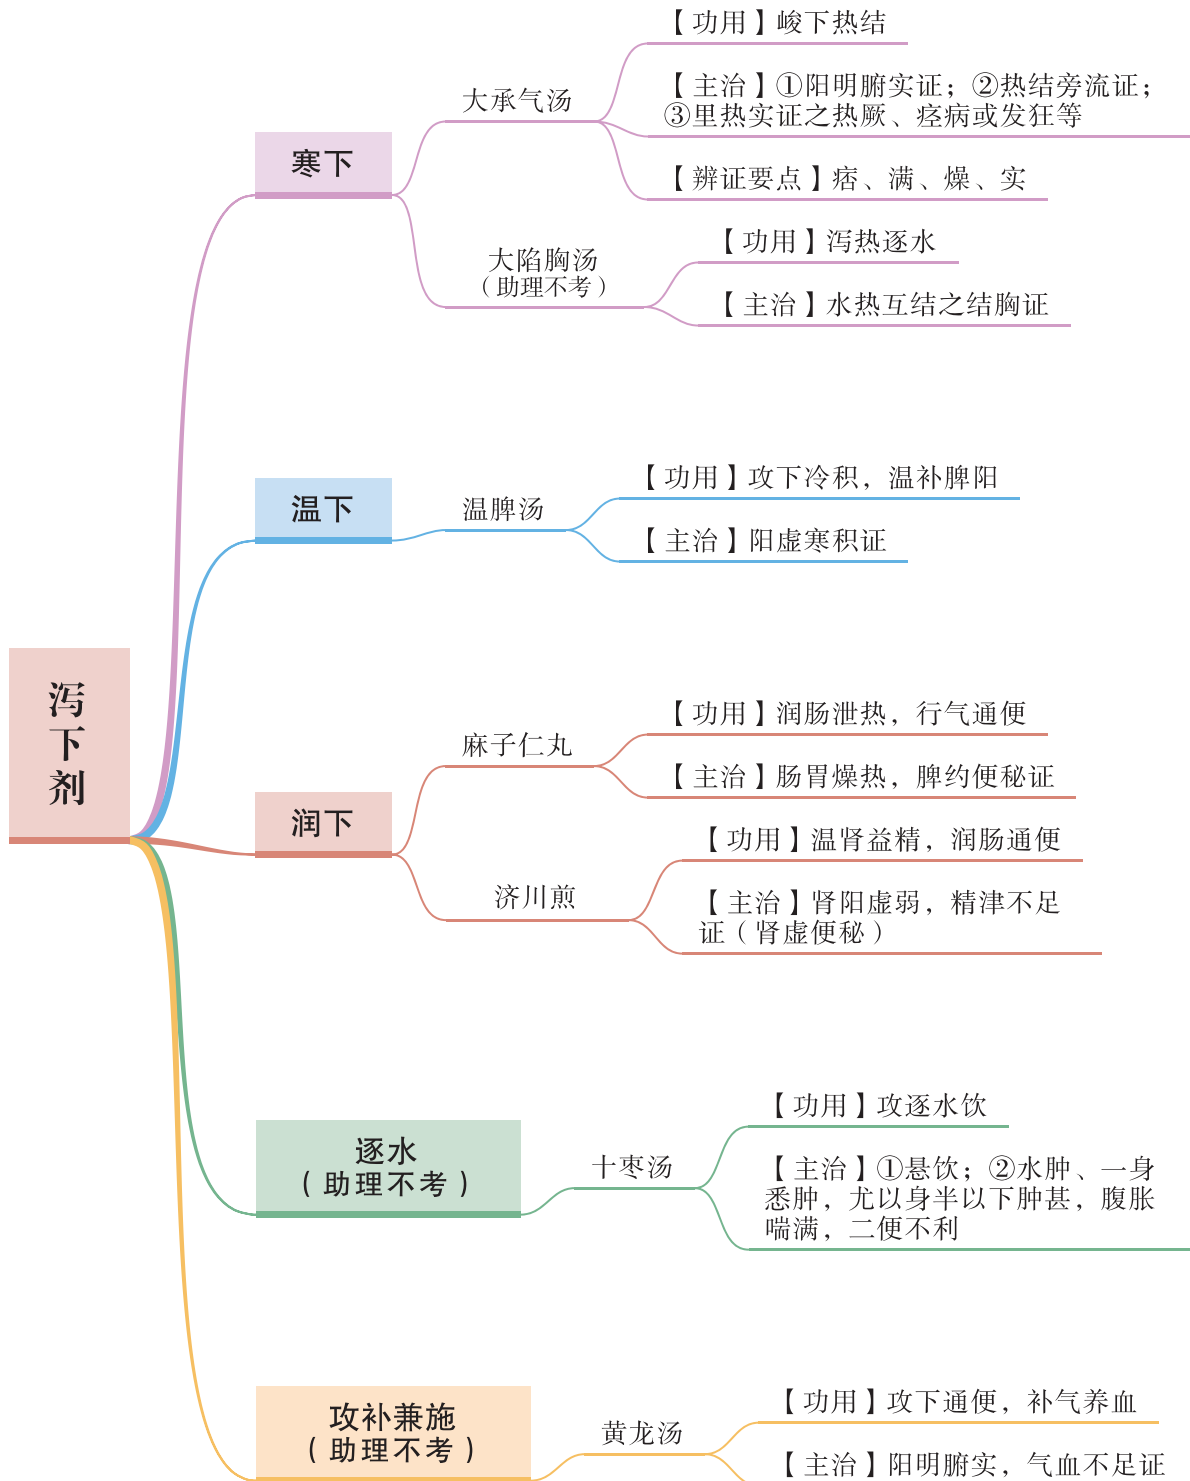 泻
下
剂
寒下
大承气汤
【功用】峻下热结
【主治】①阳明腑实证；②热结旁流证；
③里热实证之热厥、痉病或发狂等
【辨证要点】痞、满、燥、实
大陷胸汤
（助理不考）
【功用】泻热逐水
【主治】水热互结之结胸证
温下
温脾汤
【功用】攻下冷积，温补脾阳
【主治】阳虚寒积证
润下
麻子仁丸
【功用】润肠泄热，行气通便
【主治】肠胃燥热，脾约便秘证
济川煎
【功用】温肾益精，润肠通便
【主治】肾阳虚弱，精津不足
证（肾虚便秘）
逐水
（助理不考）
十枣汤
【功用】攻逐水饮
【主治】①悬饮；②水肿、一身
悉肿，尤以身半以下肿甚，腹胀
喘满，二便不利
攻补兼施
（助理不考）
黄龙汤
【功用】攻下通便，补气养血
【主治】阳明腑实，气血不足证